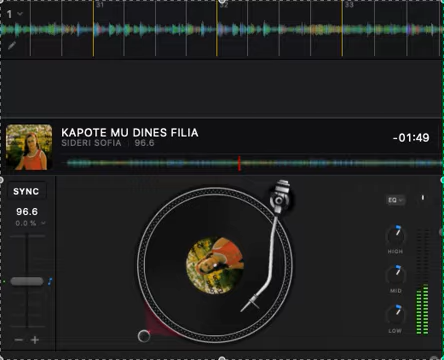 1
31
32
33
KAPOTE MU DINES FILIA
SIDERI SOFIA 96.6
-01:49
SYNC
96.6
0.0 %
EQ
HIGH
MID
LOW